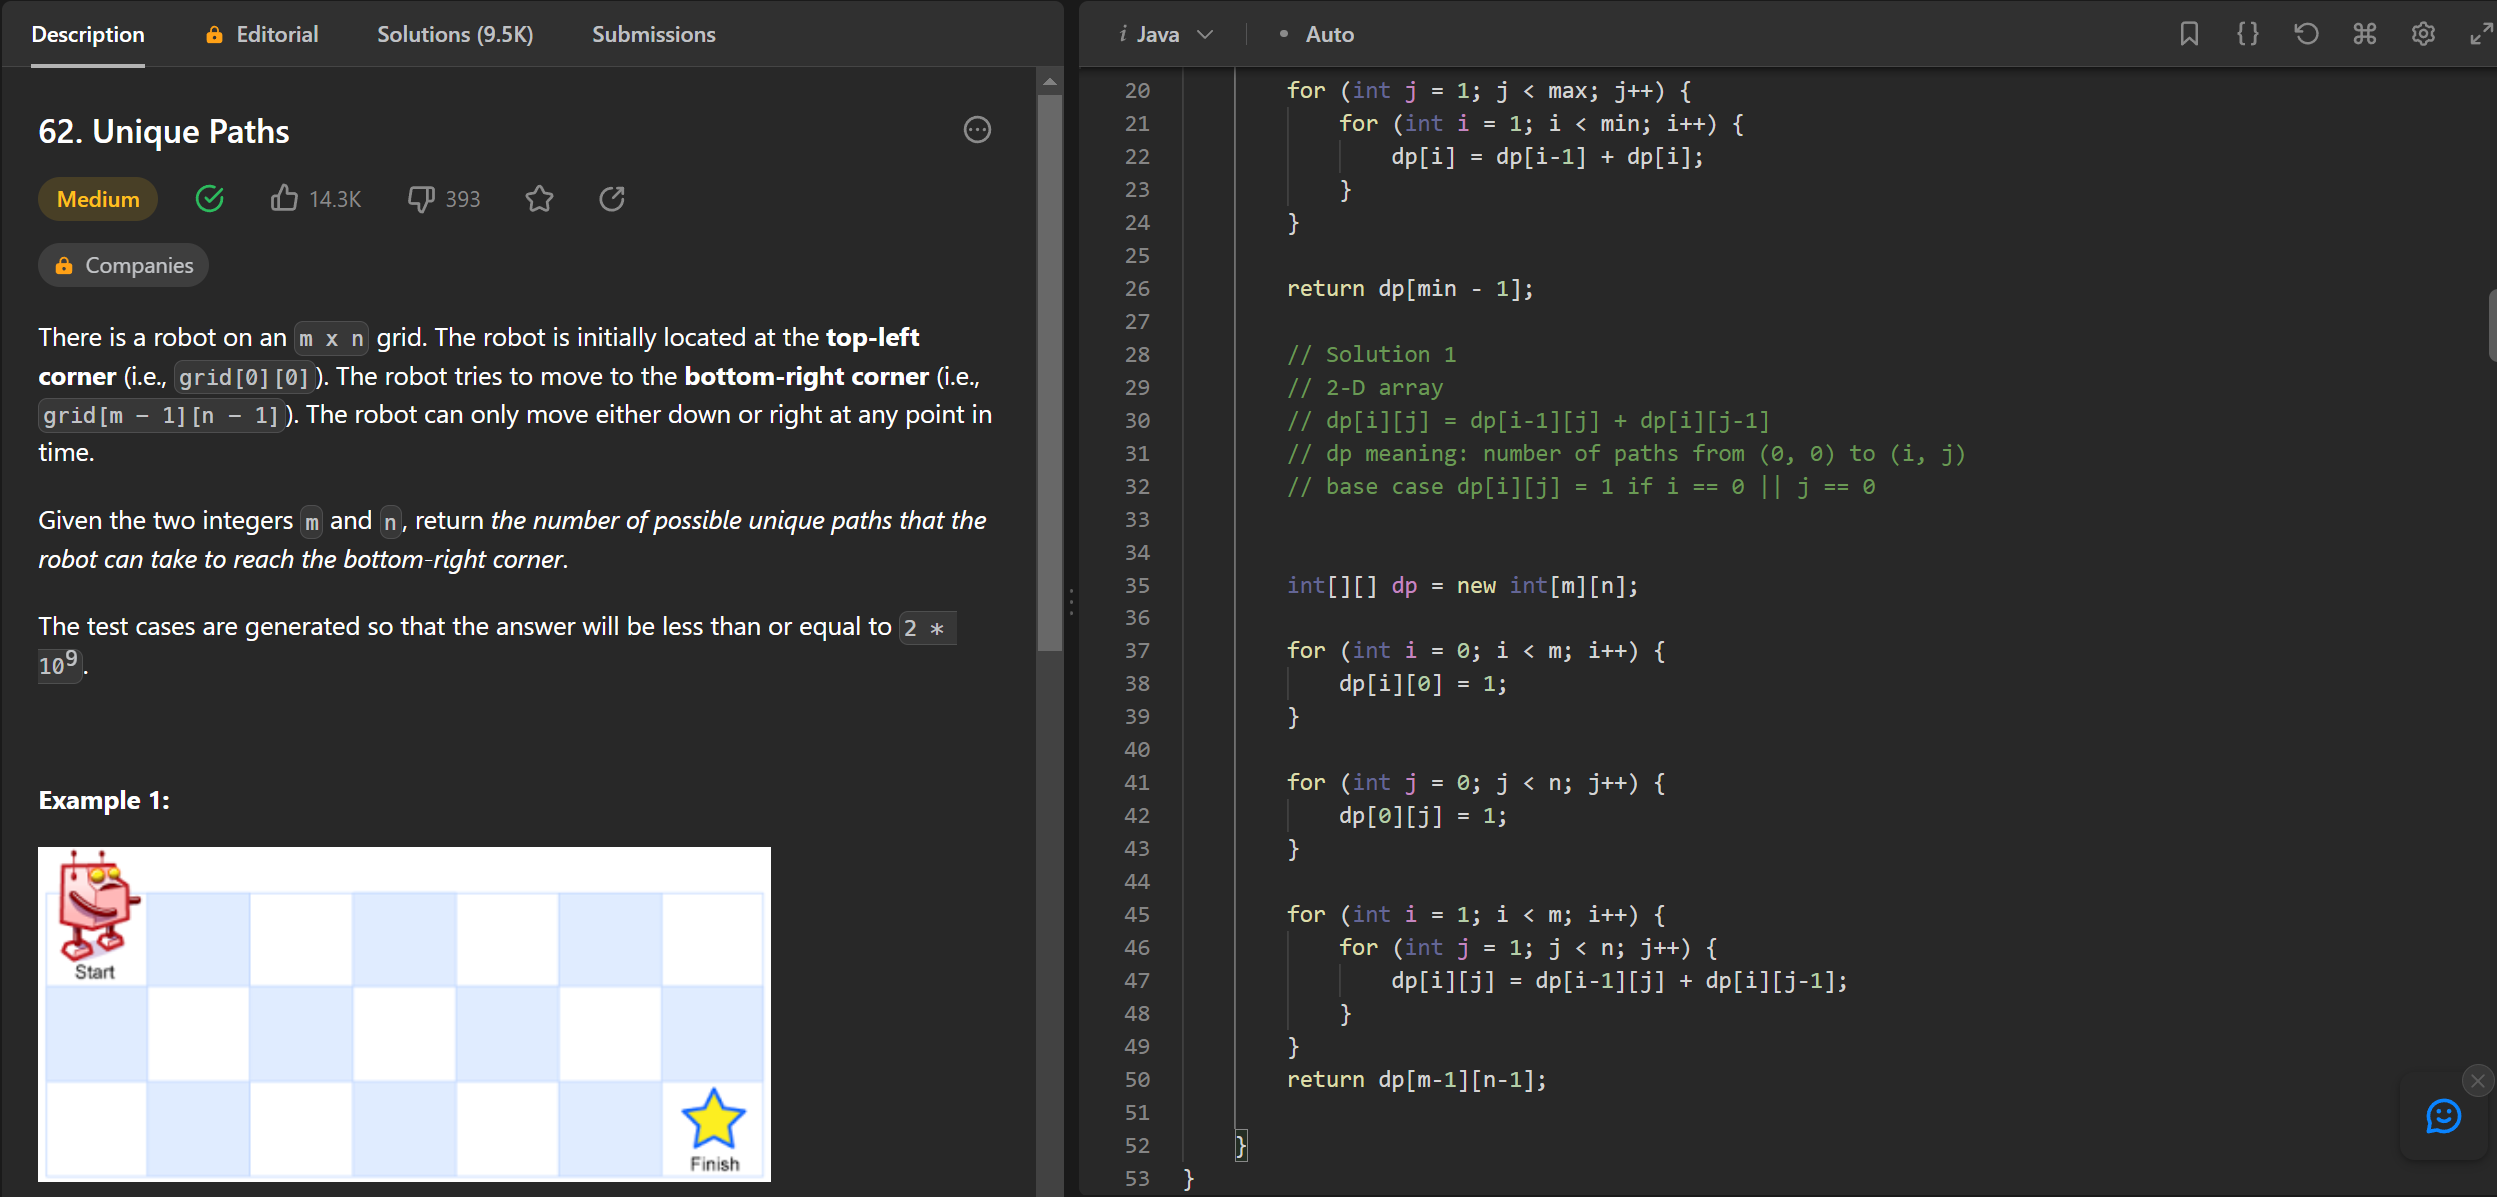 Description
Editorial
Solutions (9.5K)
Submissions
62. Unique Paths
Medium
14.3K
393
Companies
There is a robot on an m x n grid. The robot is initially located at the top-left
corner (i.e., grid[0][0]). The robot tries to move to the bottom-right corner (i.e.,
grid[m - 1][n - 1]). The robot can only move either down or right at any point in
time.
Given the two integers m and n, return the number of possible unique paths that the
robot can take to reach the bottom-right corner.
The test cases are generated so that the answer will be less than or equal to 2 *
10⁹.
Example 1:
Start
Finish
i Java
• Auto
20 for (int j = 1; j < max; j++) {
21 for (int i = 1; i < min; i++) {
22 dp[i] = dp[i-1] + dp[i];
23 }
24 }
25
26 return dp[min - 1];
27
28 // Solution 1
29 // 2-D array
30 // dp[i][j] = dp[i-1][j] + dp[i][j-1]
31 // dp meaning: number of paths from (0, 0) to (i, j)
32 // base case dp[i][j] = 1 if i == 0 || j == 0
33
34
35 int[][] dp = new int[m][n];
36
37 for (int i = 0; i < m; i++) {
38 dp[i][0] = 1;
39 }
40
41 for (int j = 0; j < n; j++) {
42 dp[0][j] = 1;
43 }
44
45 for (int i = 1; i < m; i++) {
46 for (int j = 1; j < n; j++) {
47 dp[i][j] = dp[i-1][j] + dp[i][j-1];
48 }
49 }
50 return dp[m-1][n-1];
51
52 }
53 }